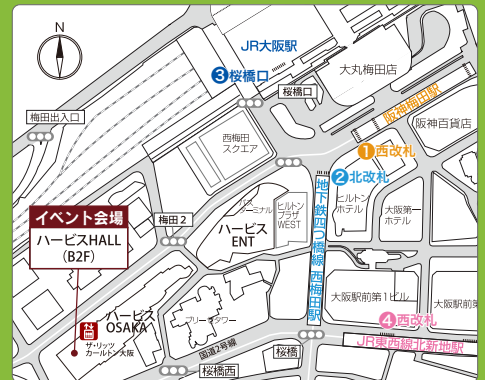 N
JR大阪駅
③桜橋口
桜橋口
大丸梅田店
阪神梅田駅
阪神百貨店
梅田出入口
西梅田
スクエア
①西改札
②北改札
バス
ターミナル
ヒルトン
プラザ
WEST
ヒルトン
ホテル
大阪第一
ホテル
地下鉄四つ橋線 西梅田駅
イベント会場
ハービスHALL
（B2F）
梅田2
ハービス
ENT
ハービス
OSAKA
ザ・リッツ
カールトン大阪
ブリーゼタワー
大阪駅前第1ビル
大阪駅前第
④西改札
JR東西線北新地駅
国道2号線
桜橋
桜橋西